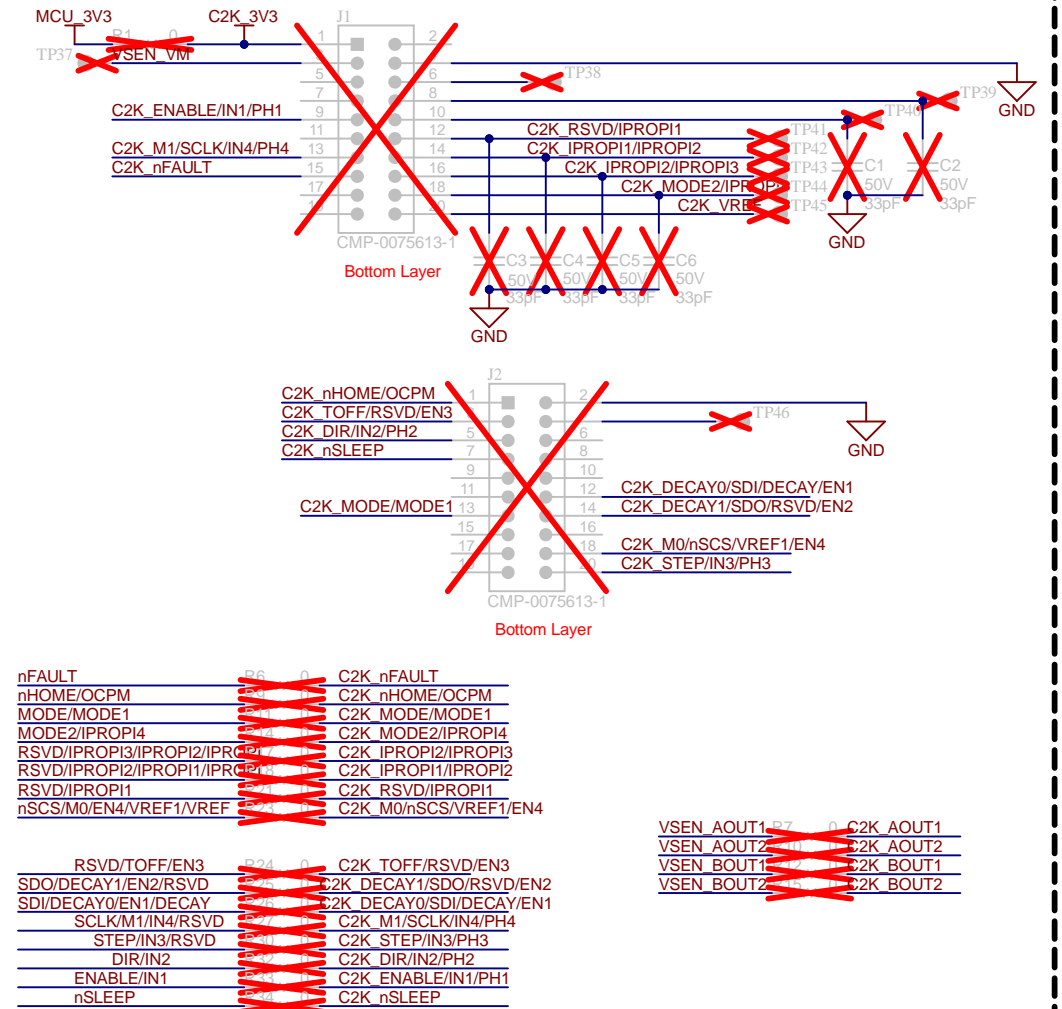 MCU_3V3 C2K_3V3 J1
R1 0 1 2
TP37 VSEN_VM
5 6 TP38
7 8 TP39
C2K_ENABLE/IN1/PH1 9 10 TP40 GND
11 12 C2K_RSVD/IPROPI1 TP41
C2K_M1/SCLK/IN4/PH4 13 14 C2K_IPROPI1/IPROPI2 TP42
C2K_nFAULT 15 16 C2K_IPROPI2/IPROPI3 TP43 C1 C2
17 18 TP44 50V 50V
20 TP45 33pF 33pF
CMP-0075613-1 GND
Bottom Layer C3 C4 C5 C6
50V 50V 50V 50V
33pF 33pF 33pF 33pF
GND
J2
C2K_nHOME/OCPM 1 2
C2K_TOFF/RSVD/EN3 TP46
C2K_DIR/IN2/PH2 5 6
C2K_nSLEEP 7 8 GND
9 10
11 12 C2K_DECAY0/SDI/DECAY/EN1
C2K_MODE/MODE1 13 14 C2K_DECAY1/SDO/RSVD/EN2
15 16
17 18 C2K_M0/nSCS/VREF1/EN4
20 C2K_STEP/IN3/PH3
CMP-0075613-1
Bottom Layer
nFAULT R6 0 C2K_nFAULT
nHOME/OCPM C2K_nHOME/OCPM
MODE/MODE1 C2K_MODE/MODE1
MODE2/IPROPI4 C2K_MODE2/IPROPI4
C2K_IPROPI2/IPROPI3
C2K_IPROPI1/IPROPI2
RSVD/IPROPI1 C2K_RSVD/IPROPI1
nSCS/M0/EN4/VREF1/VREF C2K_M0/nSCS/VREF1/EN4
VSEN_AOUT1 R7 0 C2K_AOUT1
VSEN_AOUT2 C2K_AOUT2
VSEN_BOUT1 C2K_BOUT1
VSEN_BOUT2 C2K_BOUT2
RSVD/TOFF/EN3 R24 0 C2K_TOFF/RSVD/EN3
SDO/DECAY1/EN2/RSVD C2K_DECAY1/SDO/RSVD/EN2
SDI/DECAY0/EN1/DECAY C2K_DECAY0/SDI/DECAY/EN1
SCLK/M1/IN4/RSVD C2K_M1/SCLK/IN4/PH4
STEP/IN3/RSVD C2K_STEP/IN3/PH3
DIR/IN2 C2K_DIR/IN2/PH2
ENABLE/IN1 C2K_ENABLE/IN1/PH1
nSLEEP C2K_nSLEEP